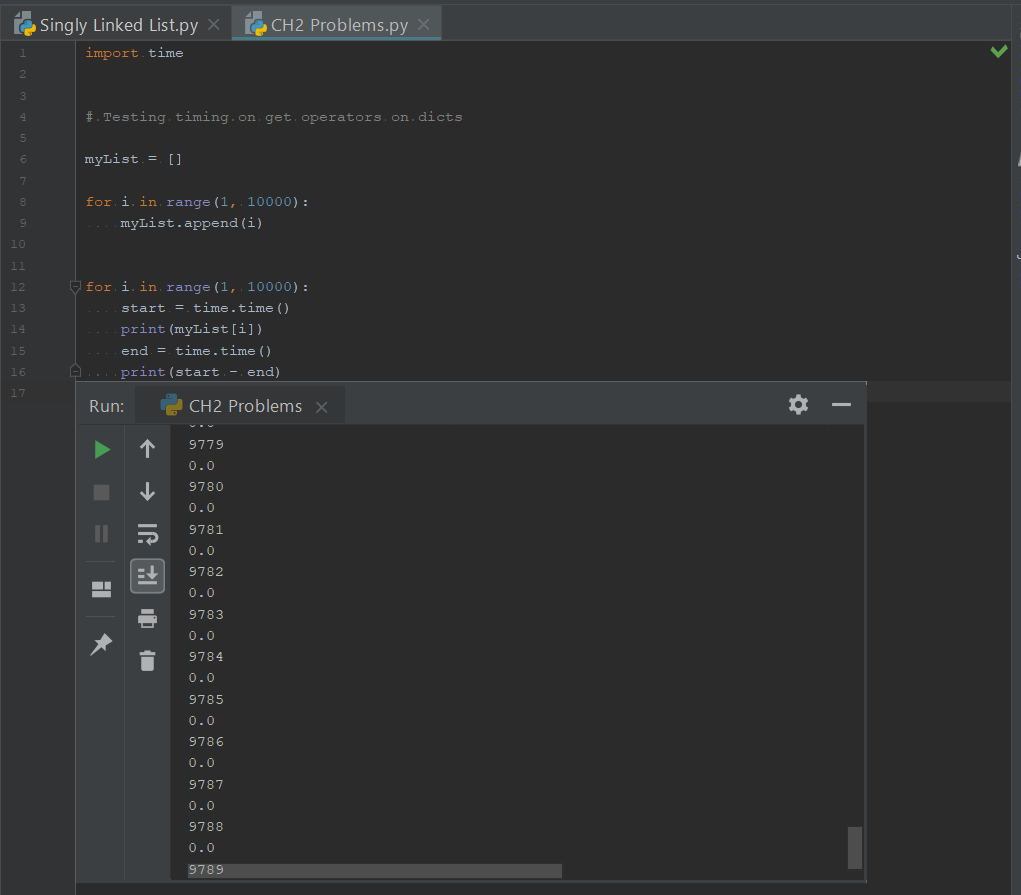 Singly Linked List.py × CH2 Problems.py ×
1 import time
2
3
4 # Testing timing on get operators on dicts
5
6 myList = []
7
8 for i in range(1, 10000):
9 myList.append(i)
10
11
12 for i in range(1, 10000):
13 start = time.time()
14 print(myList[i])
15 end = time.time()
16 print(start - end)
17
Run: CH2 Problems ×
0.0
9779
0.0
9780
0.0
9781
0.0
9782
0.0
9783
0.0
9784
0.0
9785
0.0
9786
0.0
9787
0.0
9788
0.0
9789